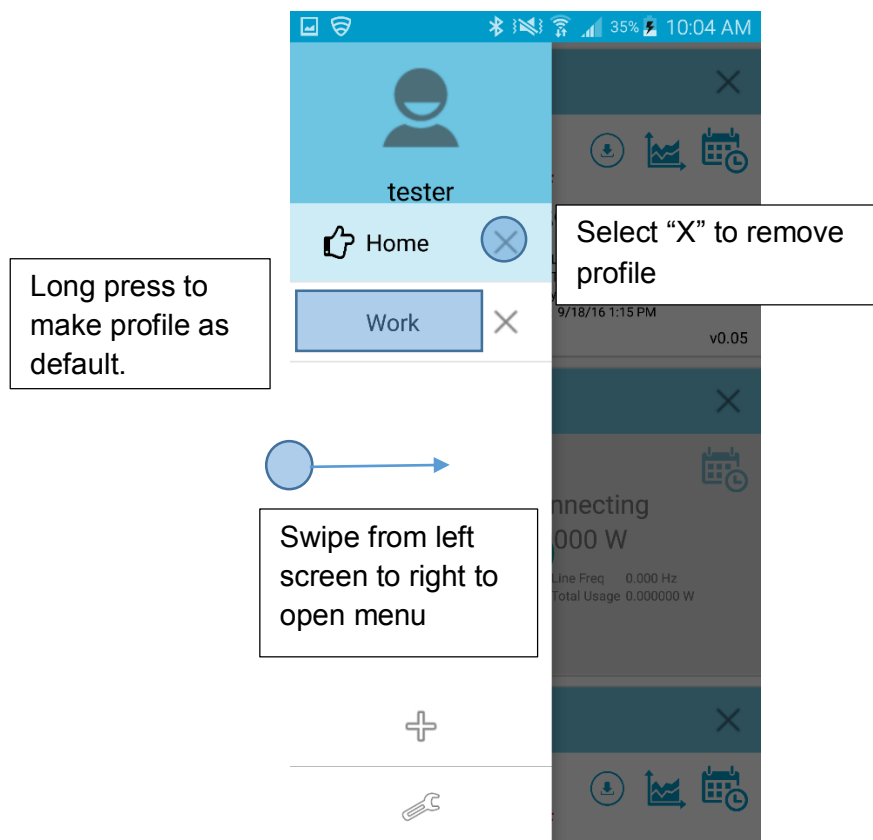 35% 10:04 AM
tester
Home
Select “X” to remove
profile
Long press to
make profile as
default.
Work
9/18/16 1:15 PM
v0.05
nnecting
000 W
Swipe from left
screen to right to
open menu
Line Freq 0.000 Hz
Total Usage 0.000000 W